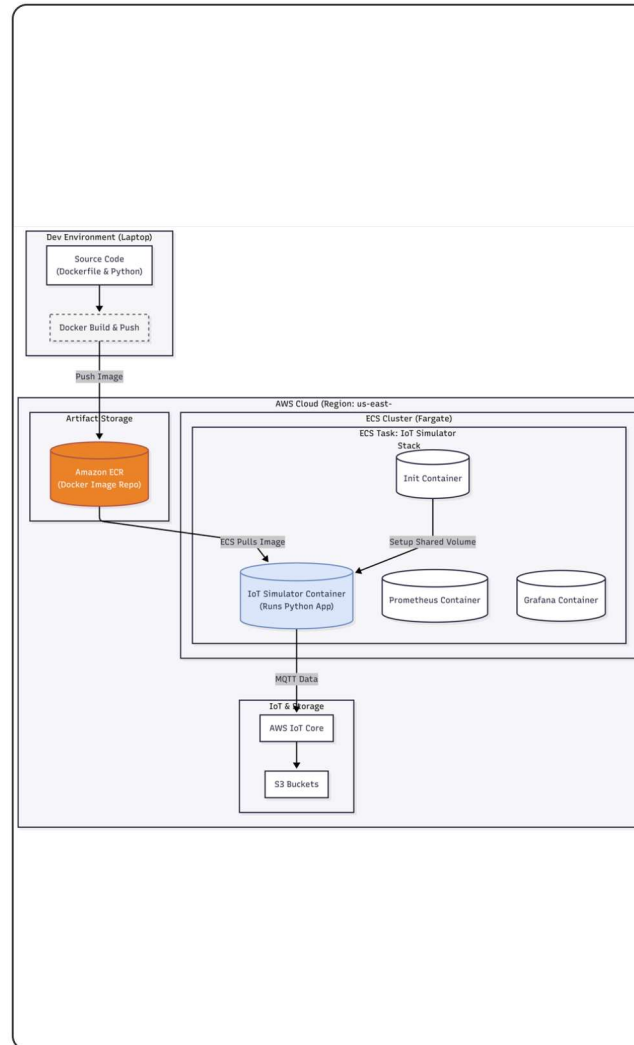 Dev Environment (Laptop)
Source Code
(Dockerfile & Python)
Docker Build & Push
Push Image
AWS Cloud (Region: us-east-
Artifact Storage
ECS Cluster (Fargate)
ECS Task: IoT Simulator
Stack
Amazon ECR
(Docker Image Repo)
Init Container
ECS Pulls Image
Setup Shared Volume
IoT Simulator Container
(Runs Python App)
Prometheus Container
Grafana Container
MQTT Data
IoT & Storage
AWS IoT Core
S3 Buckets